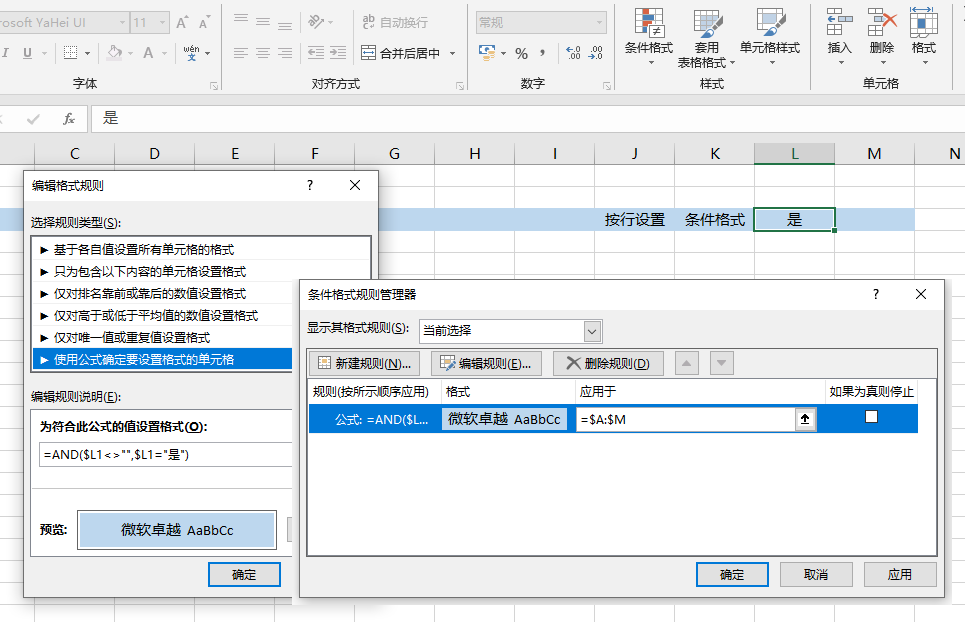 rosoft YaHei UI 11 A A ab 自动换行 常规
I U A wén 文 合并后居中 % , .0 .00 .00 .0 条件格式 套用 表格格式 单元格样式 插入 删除 格式
字体 对齐方式 数字 样式 单元格
fx 是
C D E F G H I J K L M N
按行设置 条件格式 是
编辑格式规则 ?
选择规则类型(S):
► 基于各自值设置所有单元格的格式
► 只为包含以下内容的单元格设置格式
► 仅对排名靠前或靠后的数值设置格式
► 仅对高于或低于平均值的数值设置格式
► 仅对唯一值或重复值设置格式
► 使用公式确定要设置格式的单元格
编辑规则说明(E):
为符合此公式的值设置格式(O):
=AND($L1<>"",$L1="是")
预览: 微软卓越 AaBbCc
确定
条件格式规则管理器 ?
显示其格式规则(S): 当前选择
新建规则(N)... 编辑规则(E)... 删除规则(D)
规则(按所示顺序应用) 格式 应用于 如果为真则停止
公式: =AND($L... 微软卓越 AaBbCc =$A:$M
确定 取消 应用